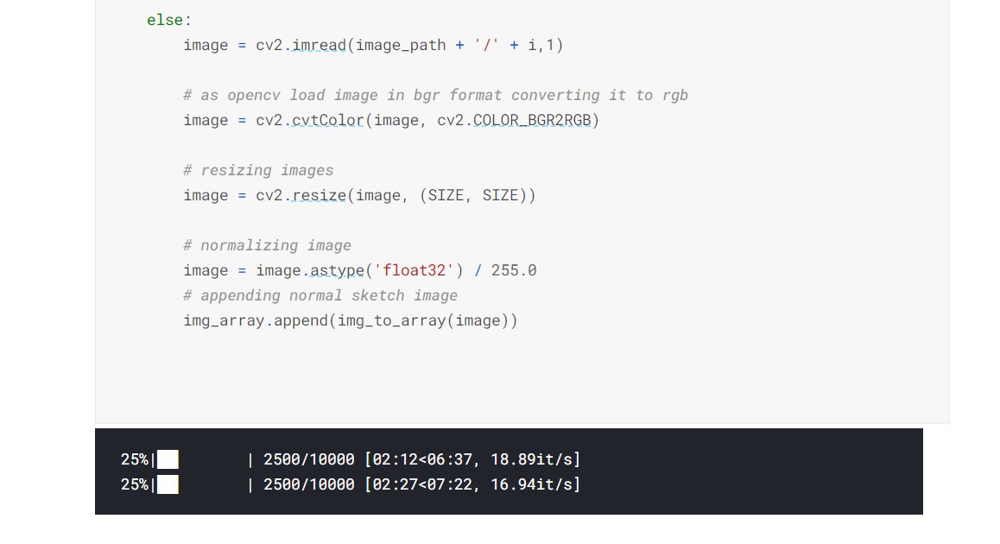 else:
image = cv2.imread(image_path + '/' + i,1)
# as opencv load image in bgr format converting it to rgb
image = cv2.cvtColor(image, cv2.COLOR_BGR2RGB)
# resizing images
image = cv2.resize(image, (SIZE, SIZE))
# normalizing image
image = image.astype('float32') / 255.0
# appending normal sketch image
img_array.append(img_to_array(image))
25%|██ | 2500/10000 [02:12<06:37, 18.89it/s]
25%|██ | 2500/10000 [02:27<07:22, 16.94it/s]